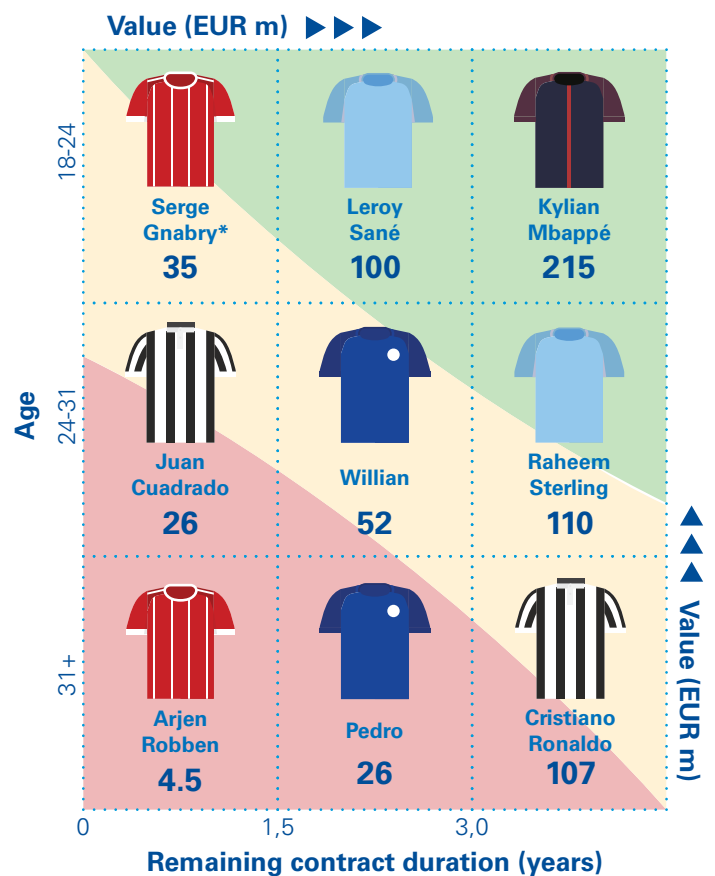 Value (EUR m)
18-24
Serge
Gnabry*
35
Leroy
Sané
100
Kylian
Mbappé
215
Age
24-31
Juan
Cuadrado
26
Willian
52
Raheem
Sterling
110
31+
Arjen
Robben
4.5
Pedro
26
Cristiano
Ronaldo
107
Value (EUR m)
0
1,5
3,0
Remaining contract duration (years)